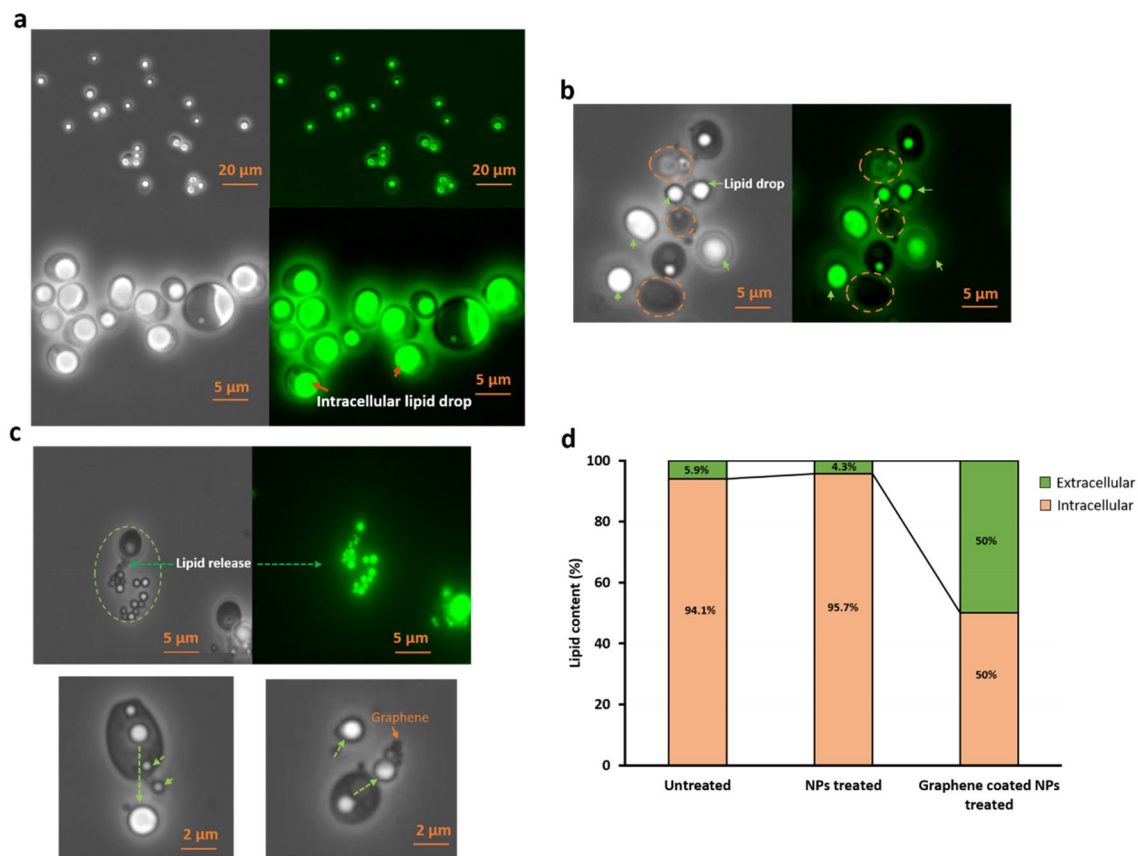 a
20 μm
20 μm
5 μm
5 μm
Intracellular lipid drop
b
Lipid drop
5 μm
5 μm
c
Lipid release
5 μm
5 μm
2 μm
Graphene
2 μm
d
Lipid content (%)
100
80
60
40
20
0
5.9%
94.1%
4.3%
95.7%
50%
50%
Untreated
NPs treated
Graphene coated NPs
treated
Extracellular
Intracellular